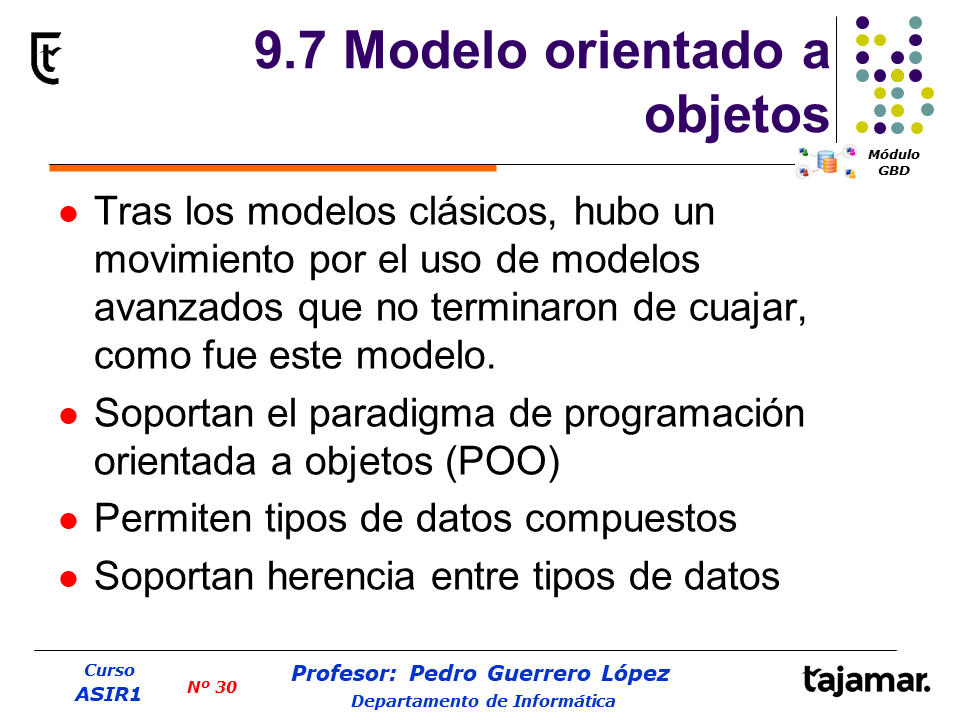 9.7 Modelo orientado a
objetos
Módulo
GBD
● Tras los modelos clásicos, hubo un
movimiento por el uso de modelos
avanzados que no terminaron de cuajar,
como fue este modelo.
● Soportan el paradigma de programación
orientada a objetos (POO)
● Permiten tipos de datos compuestos
● Soportan herencia entre tipos de datos
Curso
ASIR1
Nº 30
Profesor: Pedro Guerrero López
Departamento de Informática
tajamar.